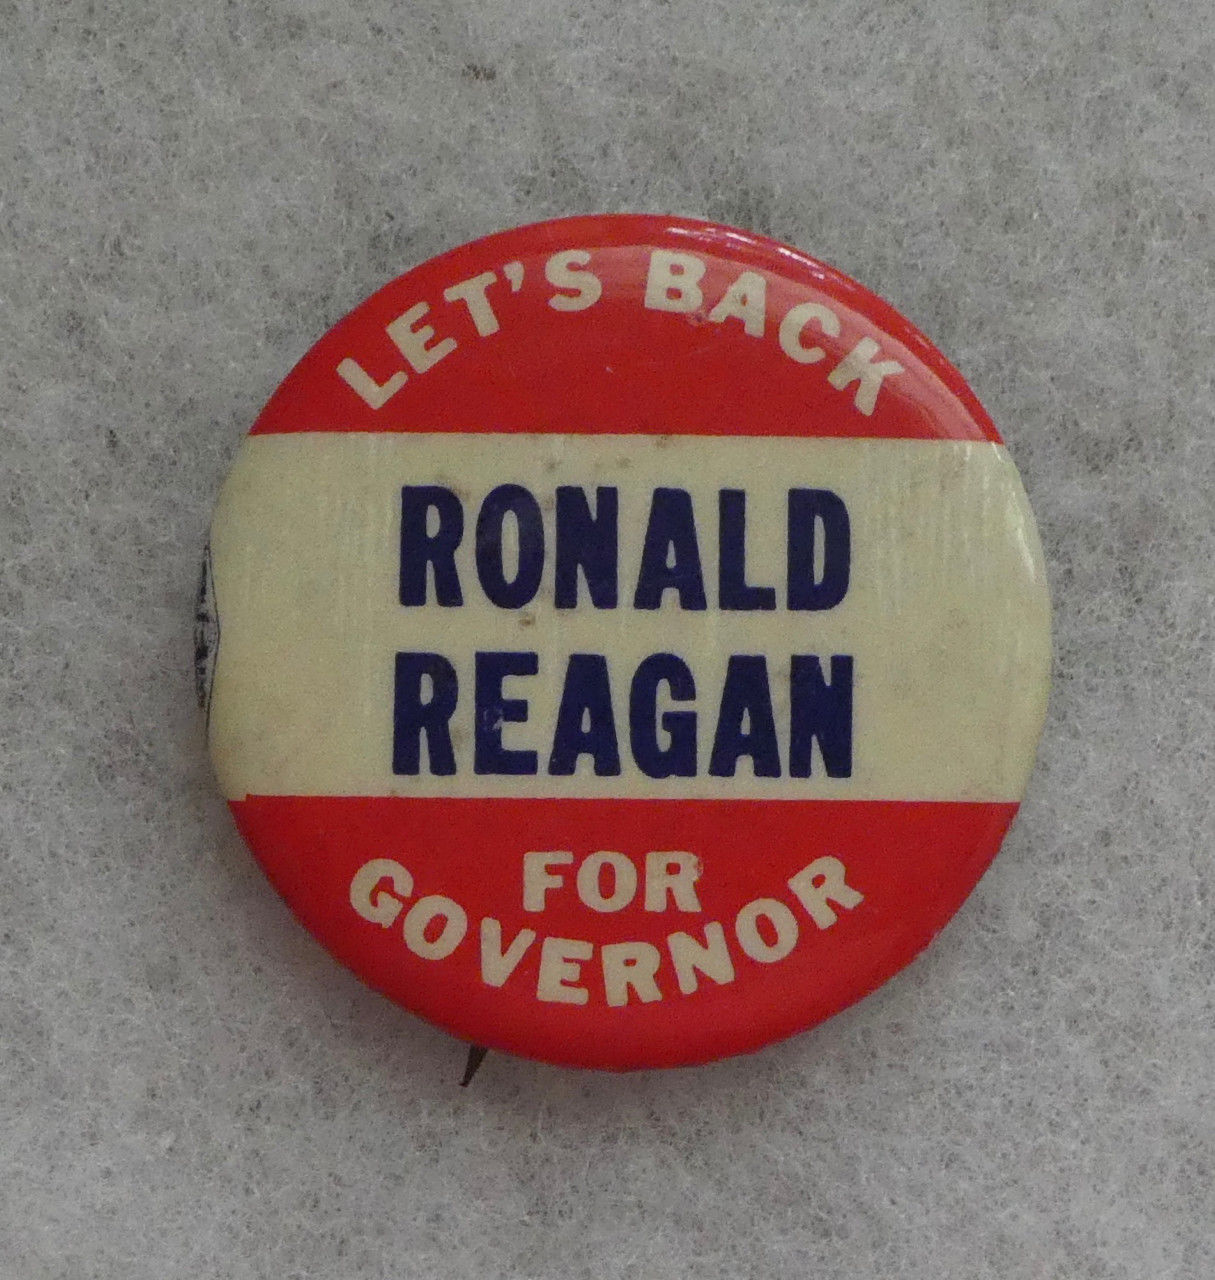 LET'S BACK
RONALD
REAGAN
FOR
GOVERNOR